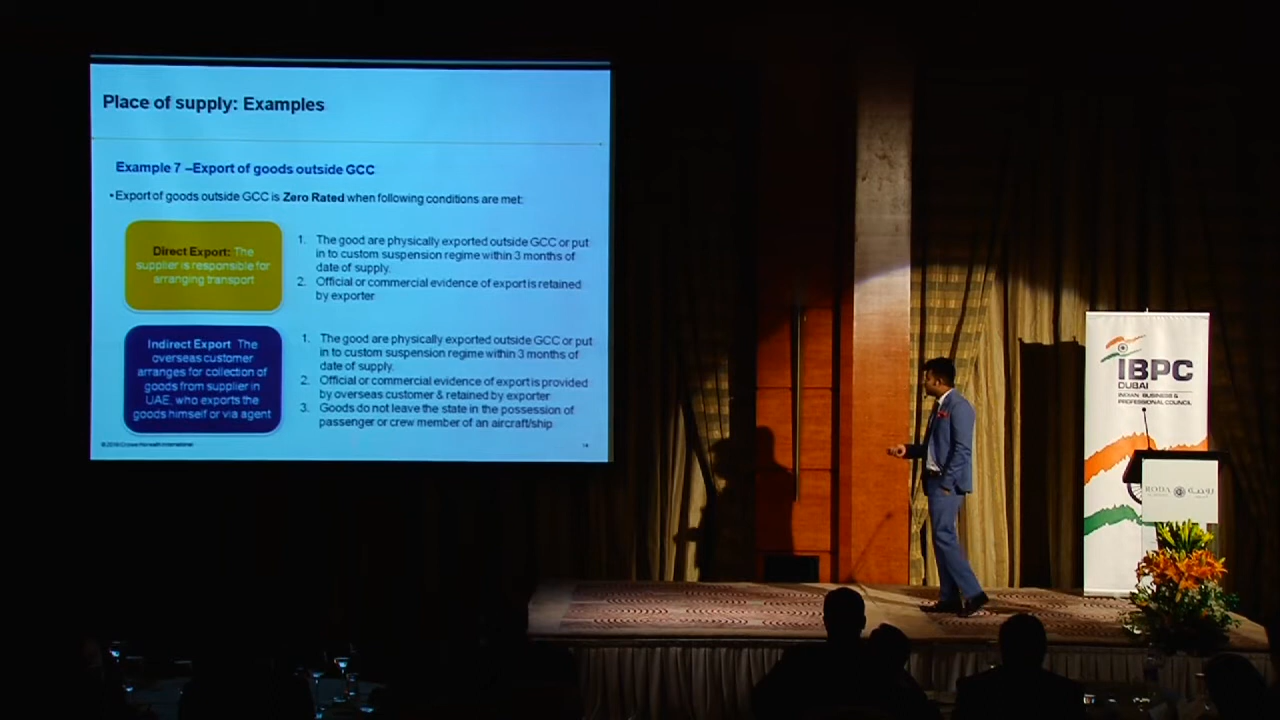 Place of supply: Examples
Example 7 –Export of goods outside GCC
▪Export of goods outside GCC is Zero Rated when following conditions are met:
Direct Export: The
supplier is responsible for
arranging transport
1. The good are physically exported outside GCC or put
in to custom suspension regime within 3 months of
date of supply.
2. Official or commercial evidence of export is retained
by exporter
Indirect Export The
overseas customer
arranges for collection of
goods from supplier in
UAE, who exports the
goods himself or via agent
1. The good are physically exported outside GCC or put
in to custom suspension regime within 3 months of
date of supply.
2. Official or commercial evidence of export is provided
by overseas customer & retained by exporter
3. Goods do not leave the state in the possession of
passenger or crew member of an aircraft/ship.
14
IBPC
DUBAI
INDIAN BUSINESS &
PROFESSIONAL COUNCIL
RODA